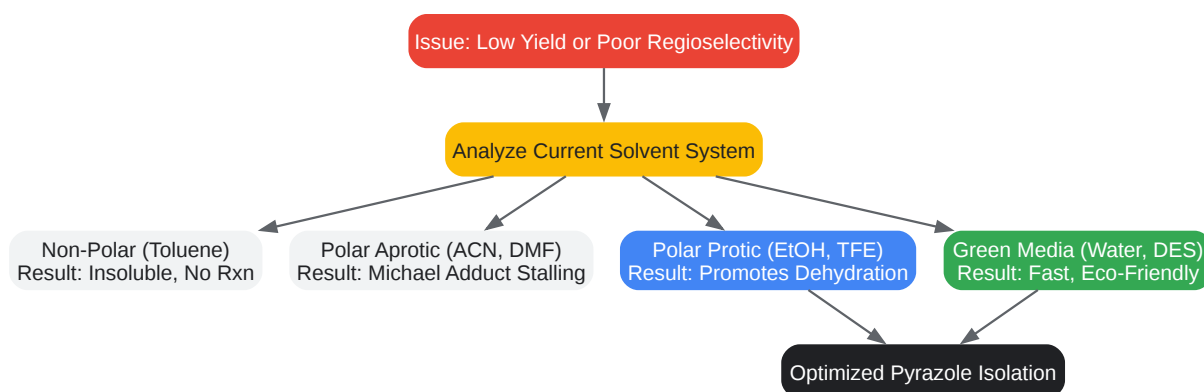 Issue: Low Yield or Poor Regioselectivity
Analyze Current Solvent System
Non-Polar (Toluene)
Result: Insoluble, No Rxn
Polar Aprotic (ACN, DMF)
Result: Michael Adduct Stalling
Polar Protic (EtOH, TFE)
Result: Promotes Dehydration
Green Media (Water, DES)
Result: Fast, Eco-Friendly
Optimized Pyrazole Isolation